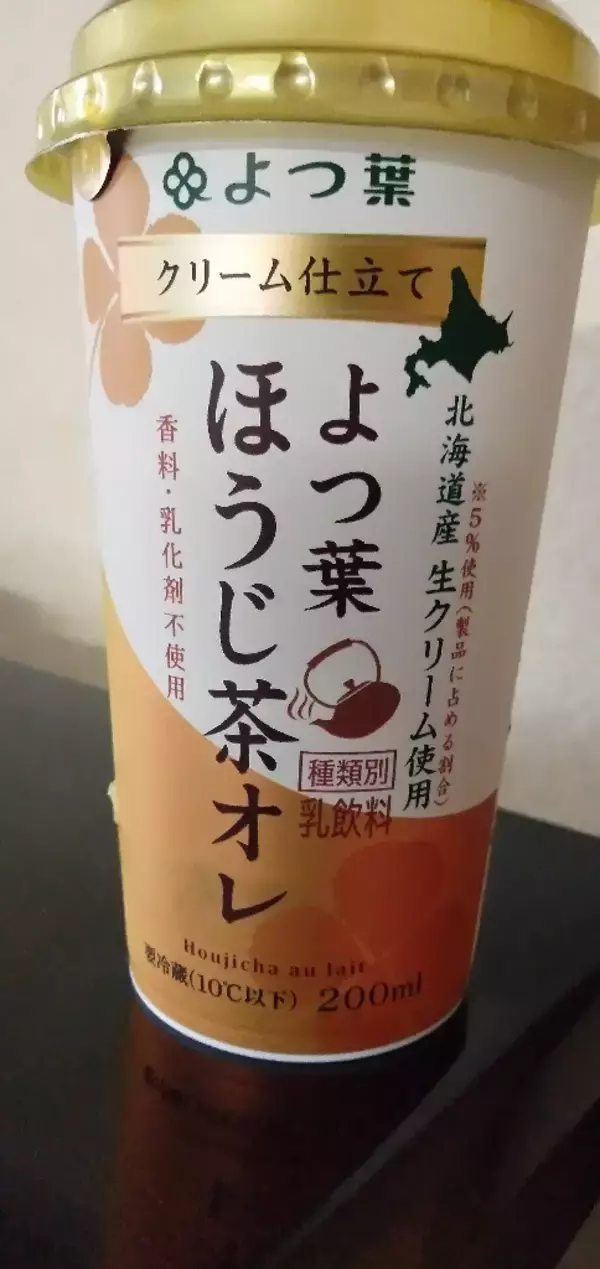 よつ葉
クリーム仕立て
北海道産 生クリーム使用
※5%使用(製品に占める割合)
よつ葉
ほうじ茶オレ
香料・乳化剤不使用
種類別
乳飲料
Houjicha au lait
要冷蔵(10℃以下) 200ml